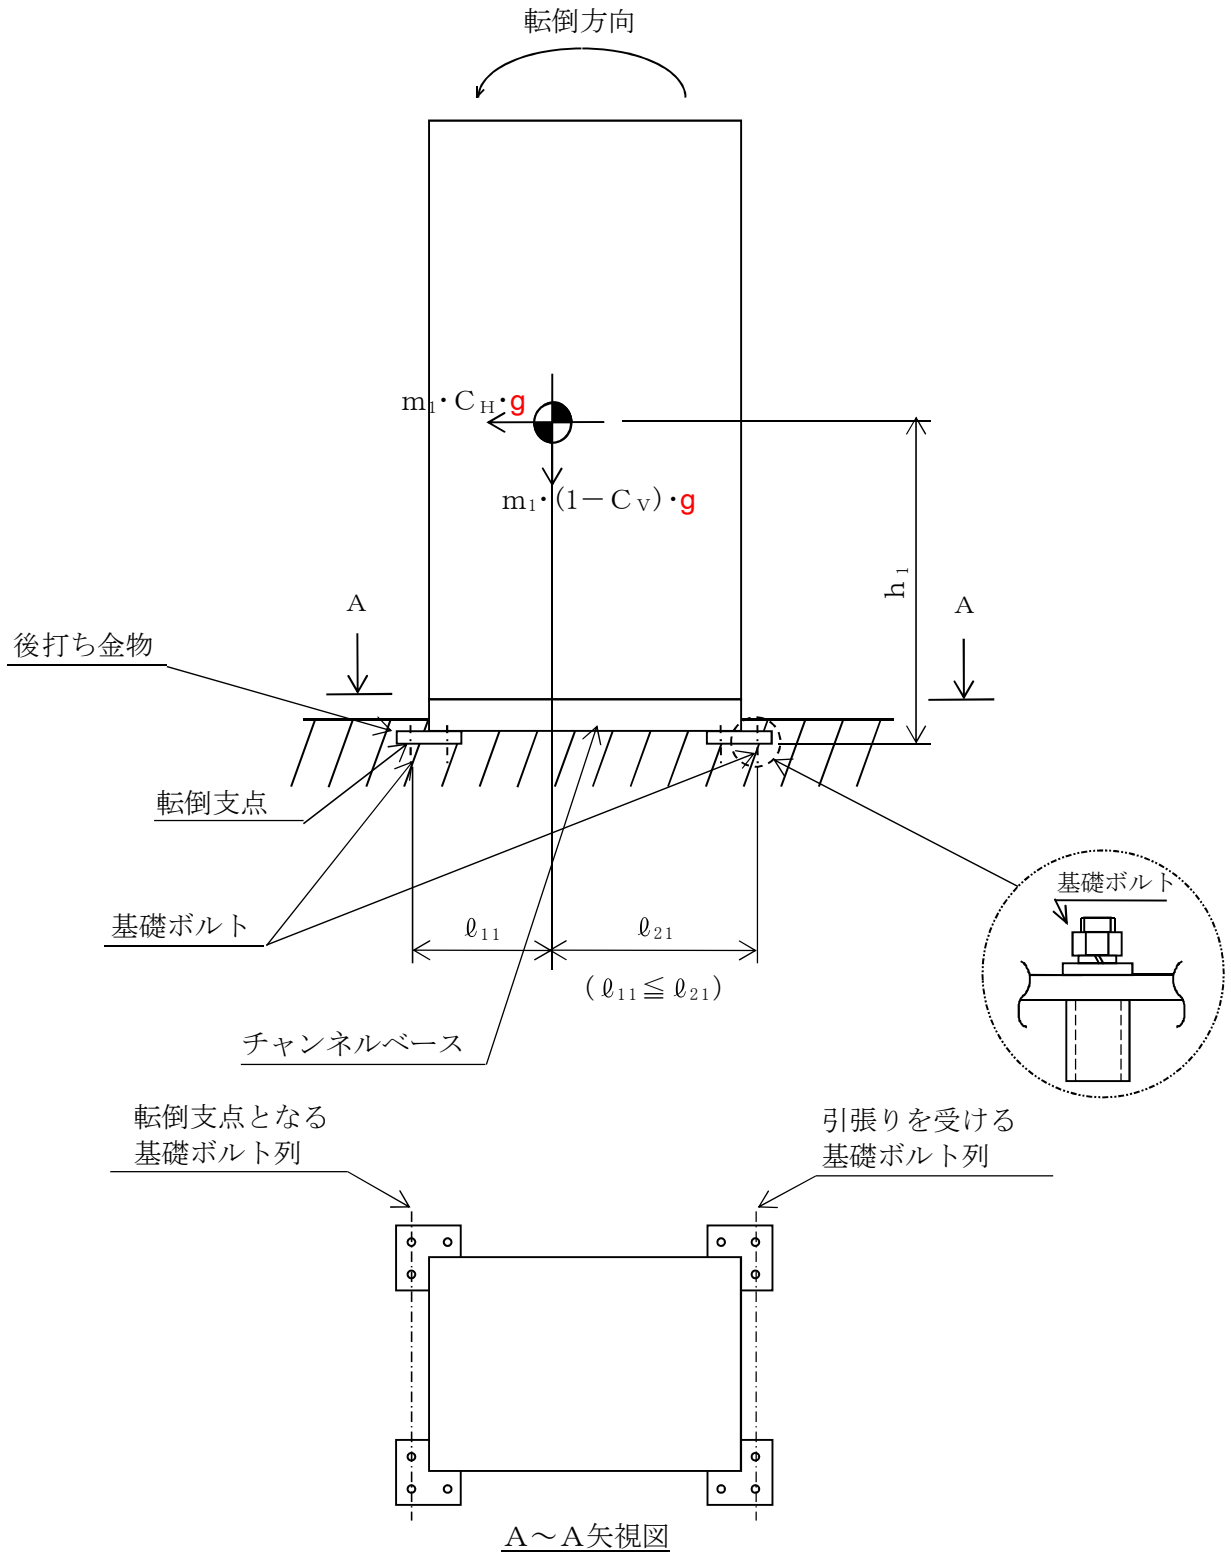 転倒方向
m₁・C_H・g
m₁・(1－C_V)・g
h₁
A
A
後打ち金物
転倒支点
基礎ボルト
基礎ボルト
ℓ₁₁
ℓ₂₁
(ℓ₁₁≦ℓ₂₁)
チャンネルベース
転倒支点となる
基礎ボルト列
引張りを受ける
基礎ボルト列
A～A矢視図